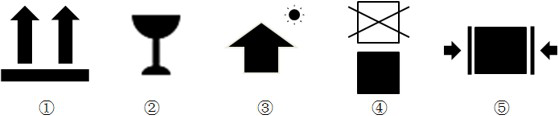 ① ② ③ ④ ⑤